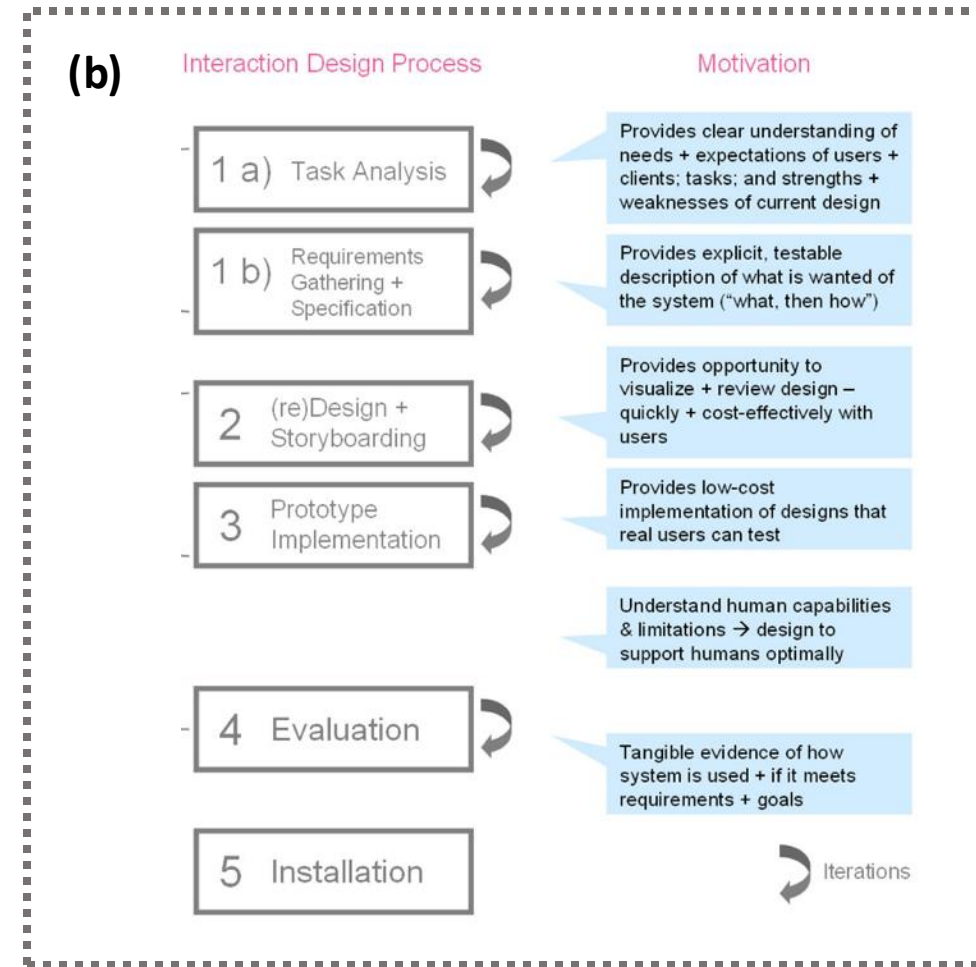 (b)
Interaction Design Process
Motivation
1 a) Task Analysis
Provides clear understanding of
needs + expectations of users +
clients; tasks; and strengths +
weaknesses of current design
1 b) Requirements
Gathering +
Specification
Provides explicit, testable
description of what is wanted of
the system (“what, then how”)
2 (re)Design +
Storyboarding
Provides opportunity to
visualize + review design –
quickly + cost-effectively with
users
3 Prototype
Implementation
Provides low-cost
implementation of designs that
real users can test
Understand human capabilities
& limitations → design to
support humans optimally
4 Evaluation
Tangible evidence of how
system is used + if it meets
requirements + goals
5 Installation
Iterations